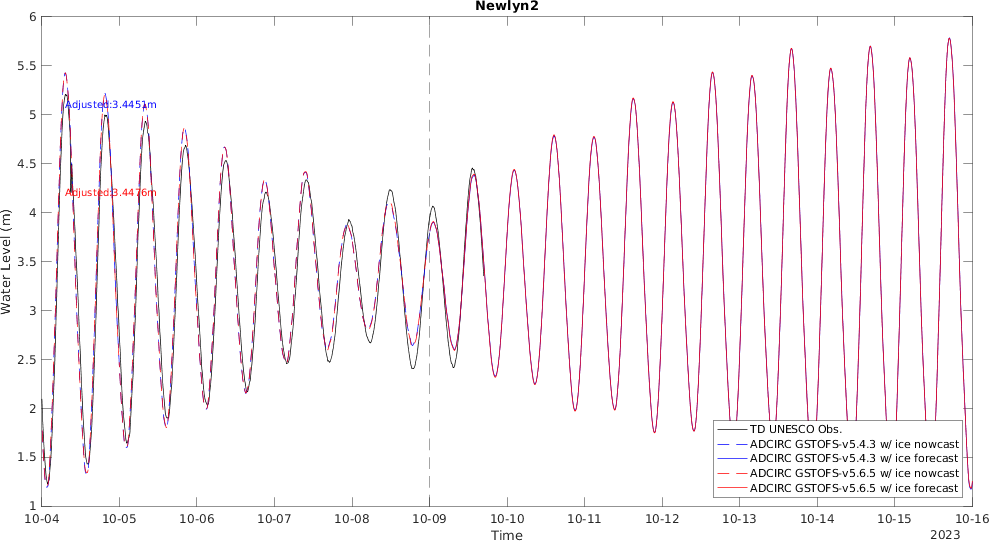 Newlyn2
6
5.5
5
4.5
4
3.5
3
2.5
2
1.5
1
Water Level (m)
Adjusted:3.4451m
Adjusted:3.4476m
TD UNESCO Obs.
ADCIRC GSTOFS-v5.4.3 w/ ice nowcast
ADCIRC GSTOFS-v5.4.3 w/ ice forecast
ADCIRC GSTOFS-v5.6.5 w/ ice nowcast
ADCIRC GSTOFS-v5.6.5 w/ ice forecast
10-04 10-05 10-06 10-07 10-08 10-09 10-10 10-11 10-12 10-13 10-14 10-15 10-16
Time
2023